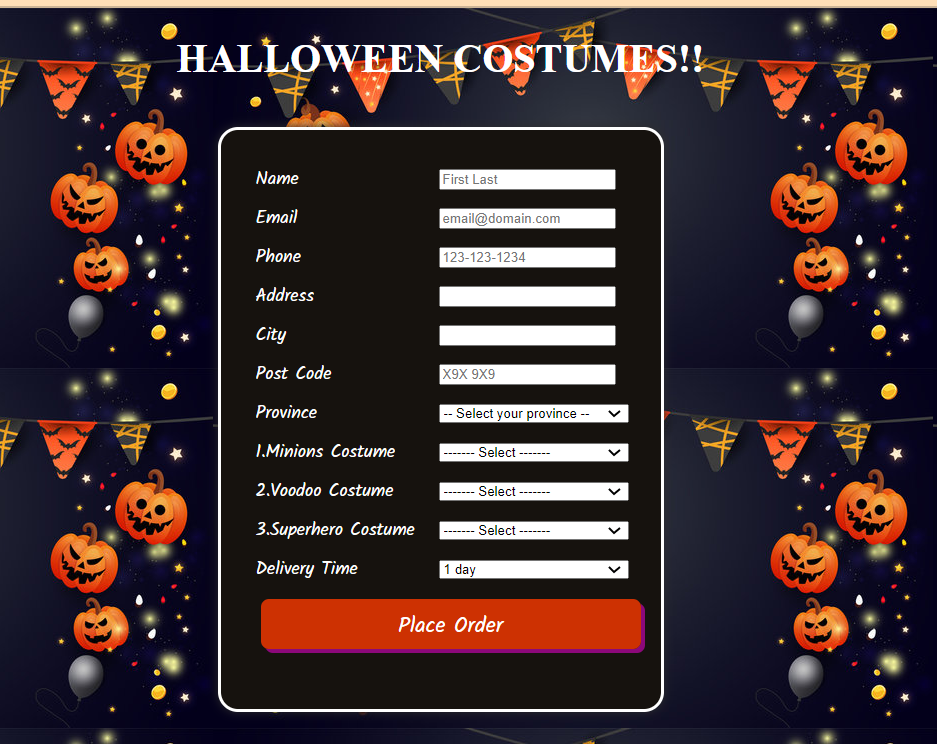 HALLOWEEN COSTUMES!!
Name First Last
Email email@domain.com
Phone 123-123-1234
Address
City
Post Code X9X 9X9
Province -- Select your province --
1.Minions Costume ------- Select -------
2.Voodoo Costume ------- Select -------
3.Superhero Costume ------- Select -------
Delivery Time 1 day
Place Order